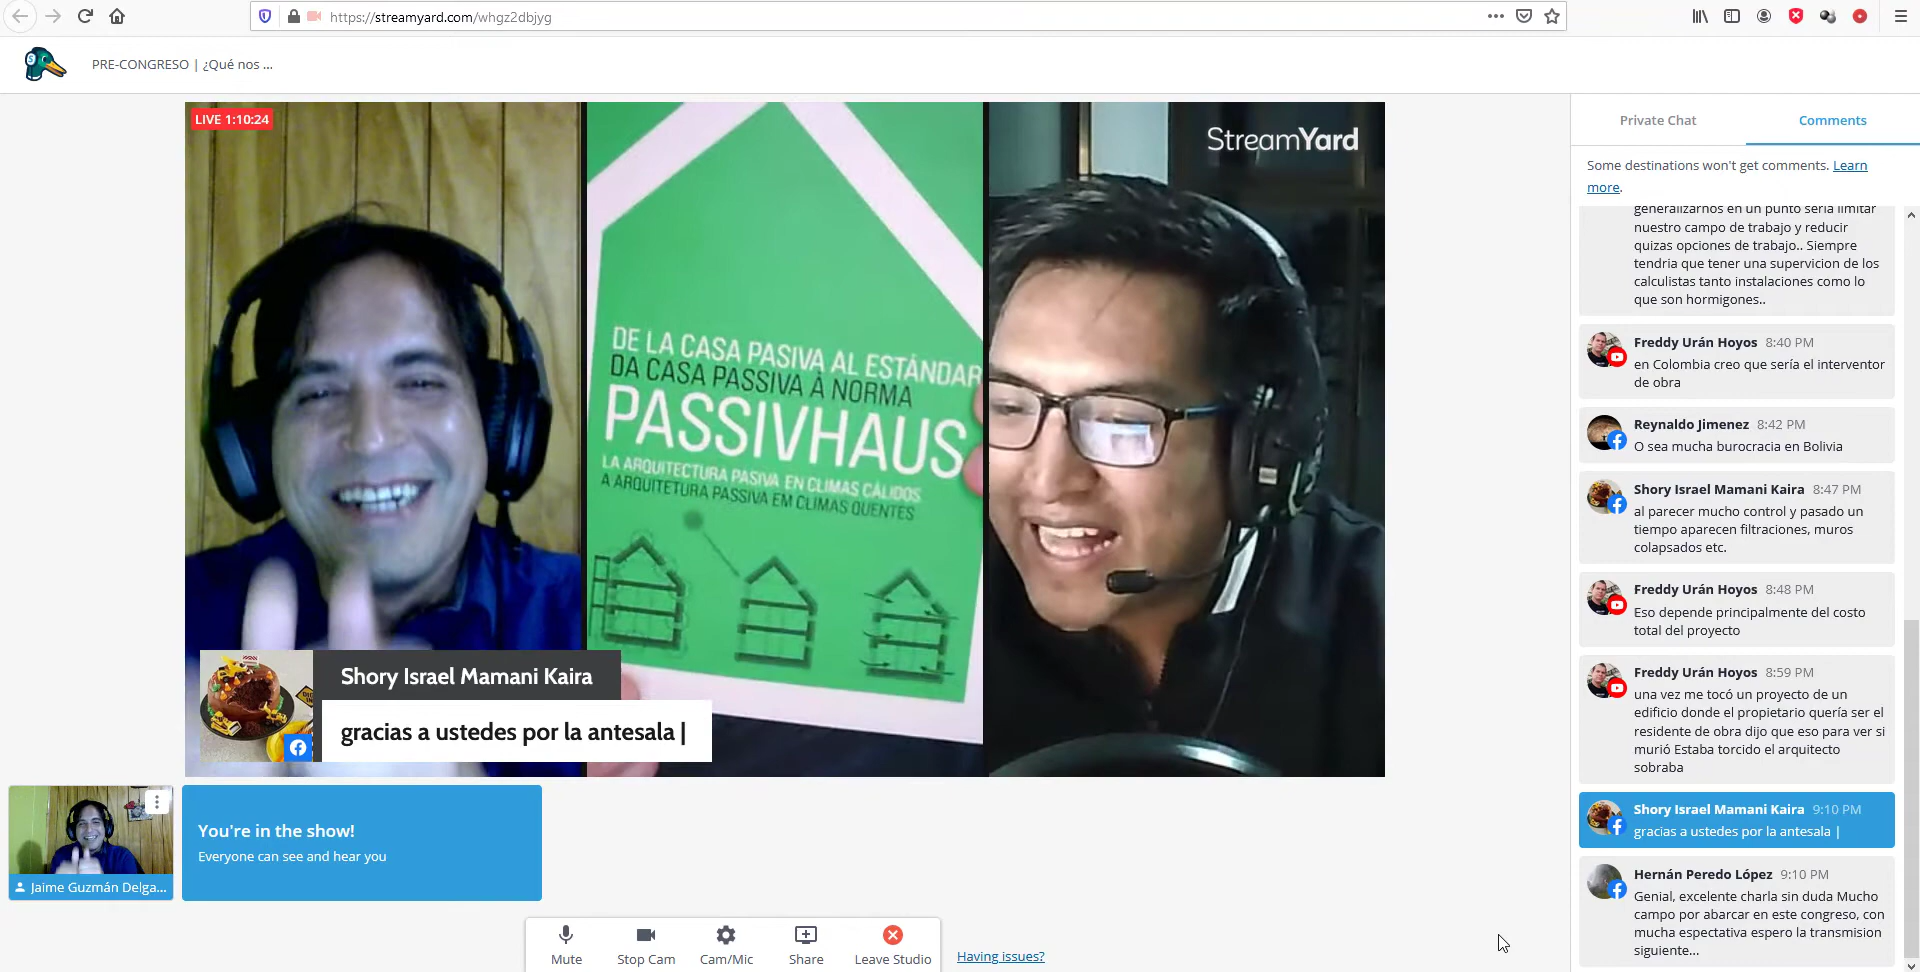 https://streamyard.com/whgz2dbjyg
PRE-CONGRESO | ¿Qué nos ...
LIVE 1:10:24
StreamYard
DE LA CASA PASIVA AL ESTÁNDAR
DA CASA PASSIVA À NORMA
PASSIVHAUS
LA ARQUITECTURA PASIVA EN CLIMAS CÁLIDOS
A ARQUITETURA PASSIVA EM CLIMAS QUENTES
Shory Israel Mamani Kaira
gracias a ustedes por la antesala |
Jaime Guzmán Delga...
You're in the show!
Everyone can see and hear you
Mute
Stop Cam
Cam/Mic
Share
Leave Studio
Having issues?
Private Chat
Comments
Some destinations won't get comments. Learn
more.
generalizarnos en un punto seria limitar
nuestro campo de trabajo y reducir
quizas opciones de trabajo.. Siempre
tendria que tener una supervicion de los
calculistas tanto instalaciones como lo
que son hormigones..
Freddy Urán Hoyos 8:40 PM
en Colombia creo que sería el interventor
de obra
Reynaldo Jimenez 8:42 PM
O sea mucha burocracia en Bolivia
Shory Israel Mamani Kaira 8:47 PM
al parecer mucho control y pasado un
tiempo aparecen filtraciones, muros
colapsados etc.
Freddy Urán Hoyos 8:48 PM
Eso depende principalmente del costo
total del proyecto
Freddy Urán Hoyos 8:59 PM
una vez me tocó un proyecto de un
edificio donde el propietario quería ser el
residente de obra dijo que eso para ver si
murió Estaba torcido el arquitecto
sobraba
Shory Israel Mamani Kaira 9:10 PM
gracias a ustedes por la antesala |
Hernán Peredo López 9:10 PM
Genial, excelente charla sin duda Mucho
campo por abarcar en este congreso, con
mucha espectativa espero la transmision
siguiente...